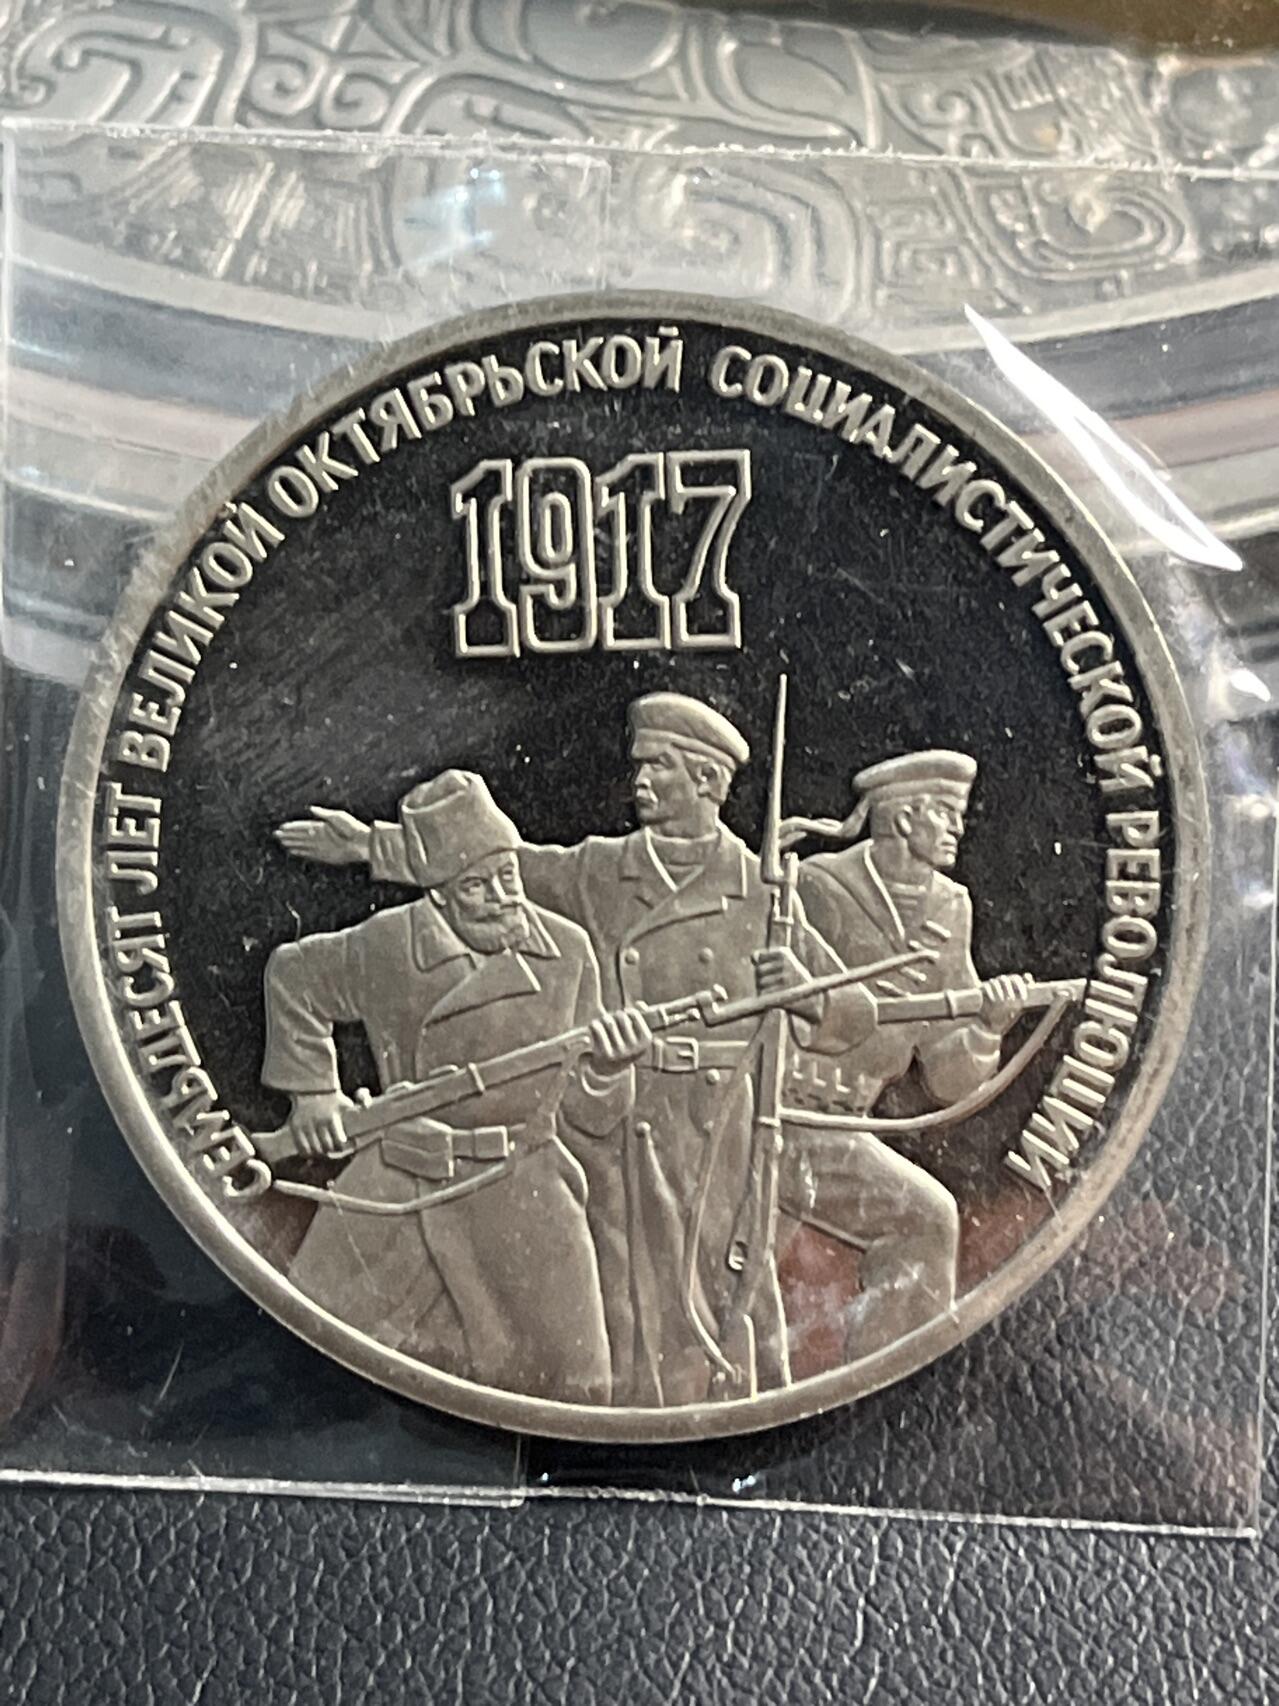 СЕМЬДЕСЯТ ЛЕТ ВЕЛИКОЙ ОКТЯБРЬСКОЙ СОЦИАЛИСТИЧЕСКОЙ РЕВОЛЮЦИИ
1917